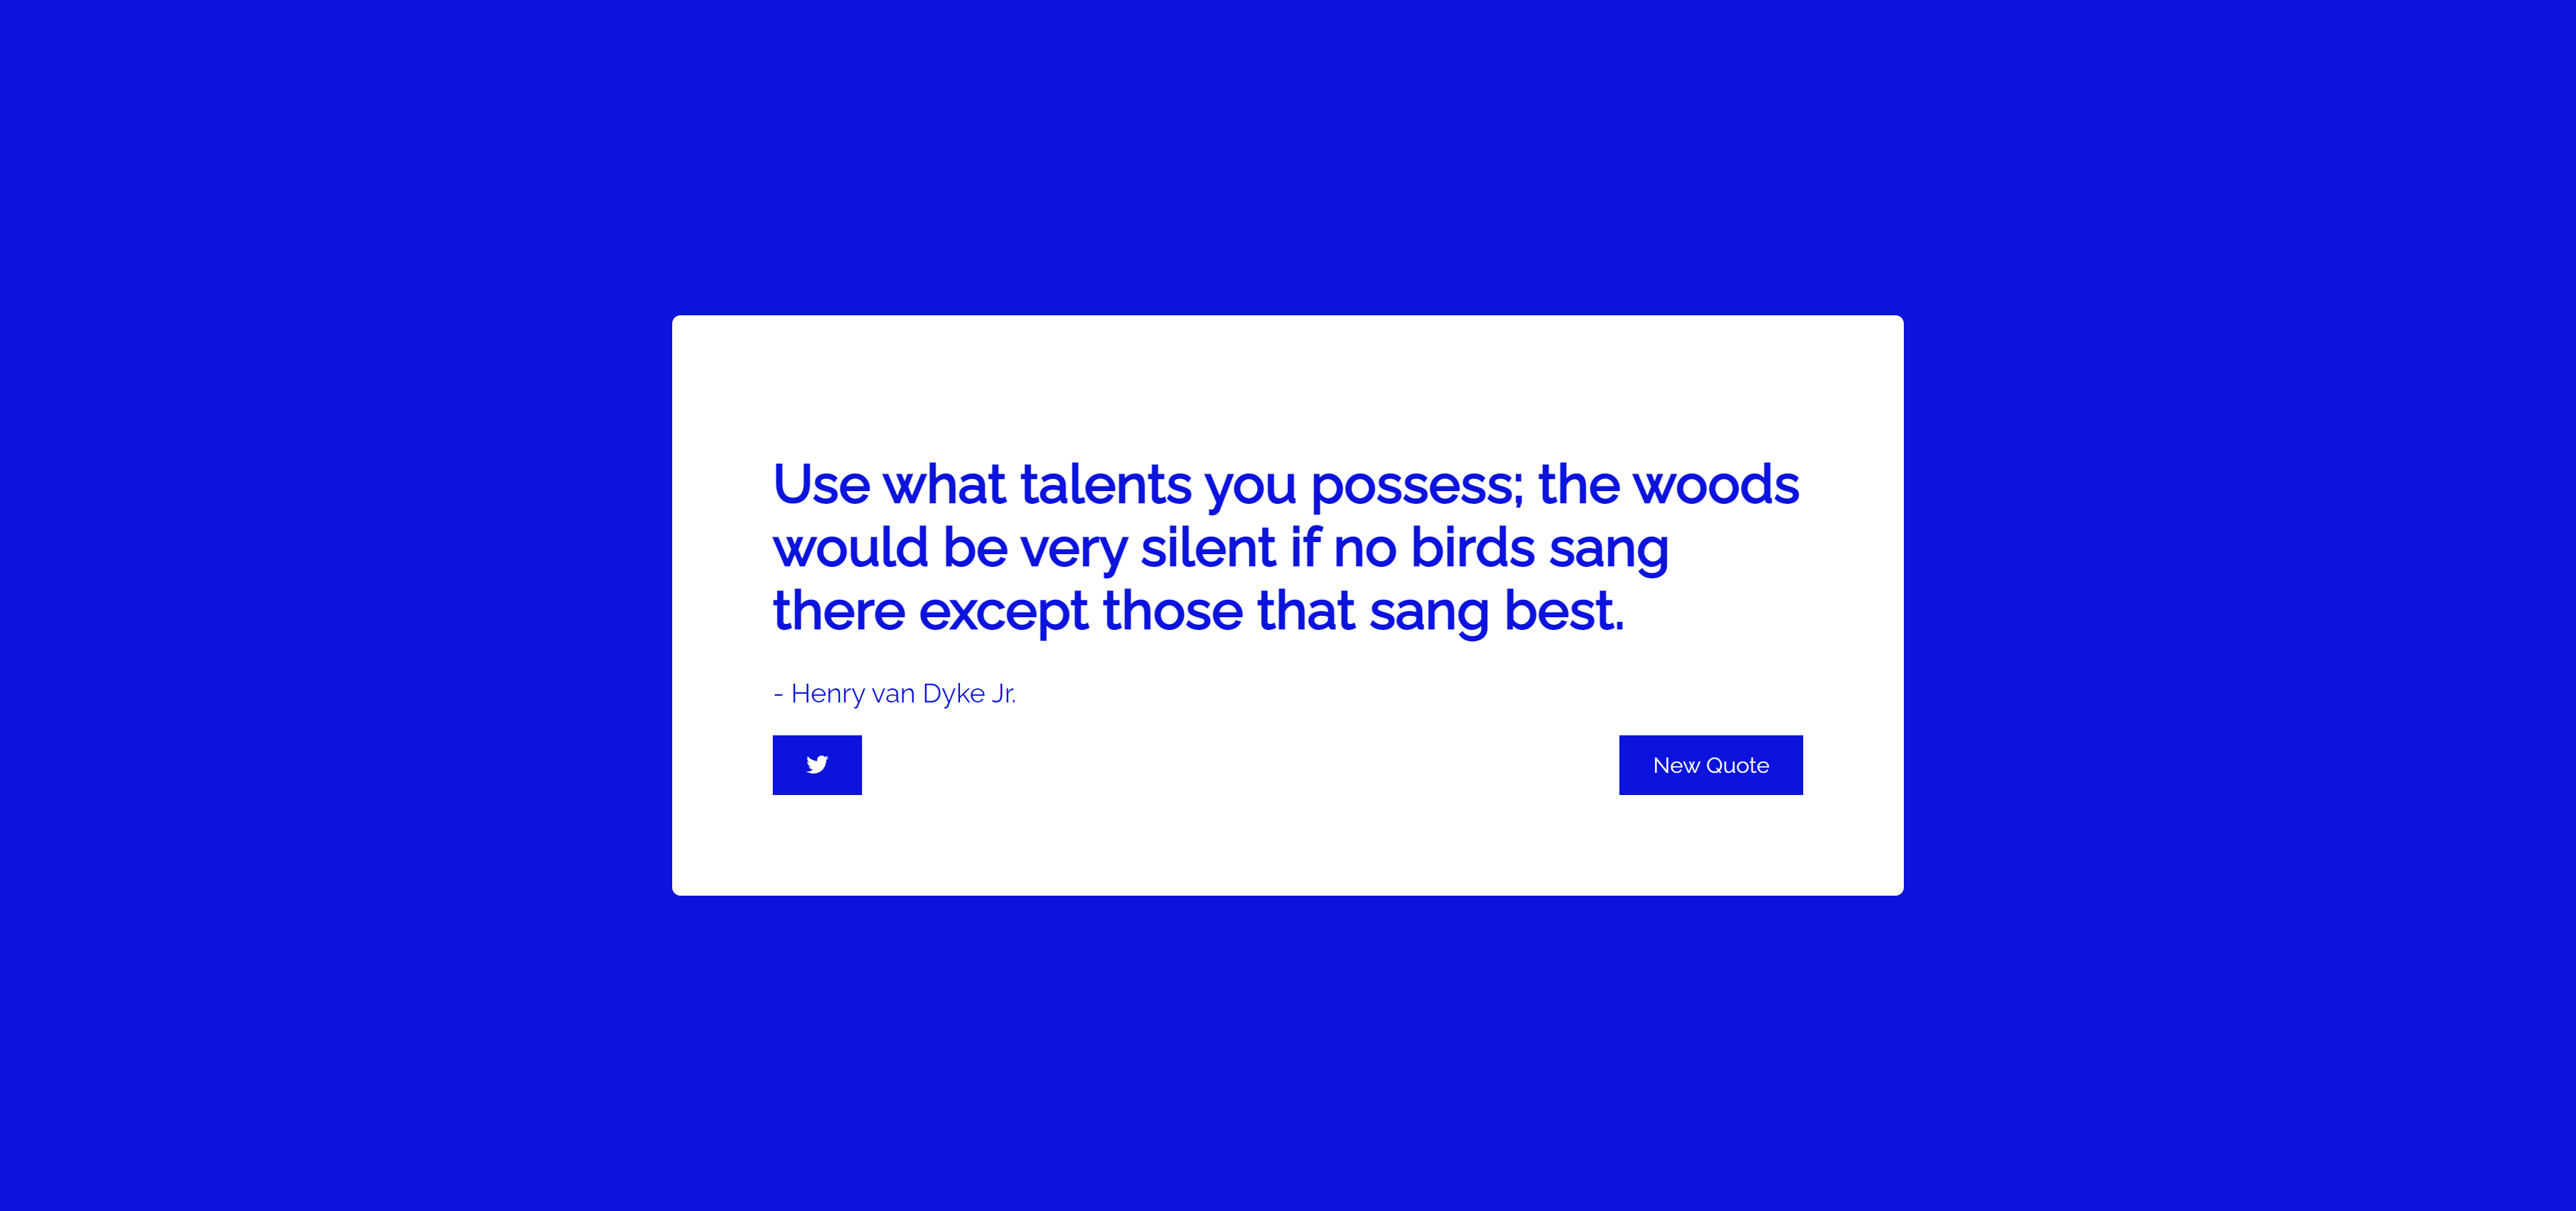 Use what talents you possess; the woods
would be very silent if no birds sang
there except those that sang best.
- Henry van Dyke Jr.
New Quote